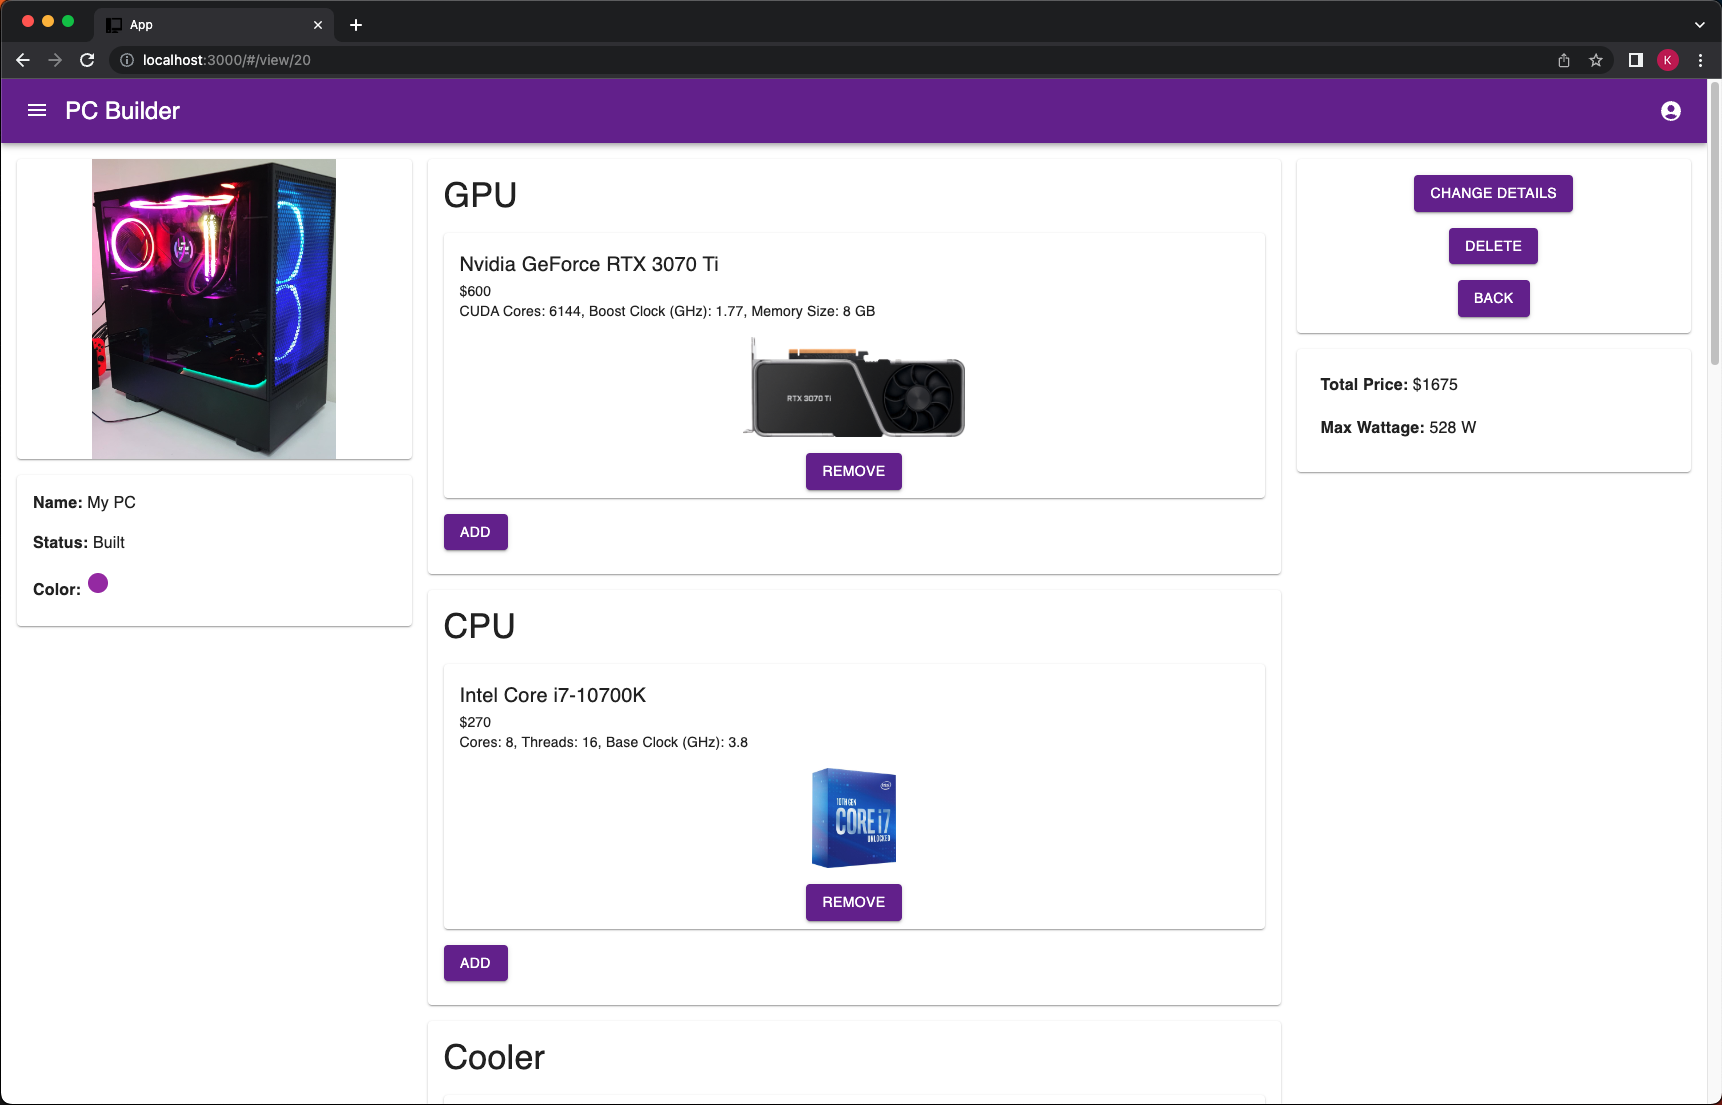 App
localhost:3000/#/view/20
K
PC Builder
GPU
Nvidia GeForce RTX 3070 Ti
$600
CUDA Cores: 6144, Boost Clock (GHz): 1.77, Memory Size: 8 GB
RTX 3070 Ti
REMOVE
ADD
CHANGE DETAILS
DELETE
BACK
Total Price: $1675
Max Wattage: 528 W
Name: My PC
Status: Built
Color:
CPU
Intel Core i7-10700K
$270
Cores: 8, Threads: 16, Base Clock (GHz): 3.8
intel
10TH GEN
CORE i7
UNLOCKED
REMOVE
ADD
Cooler